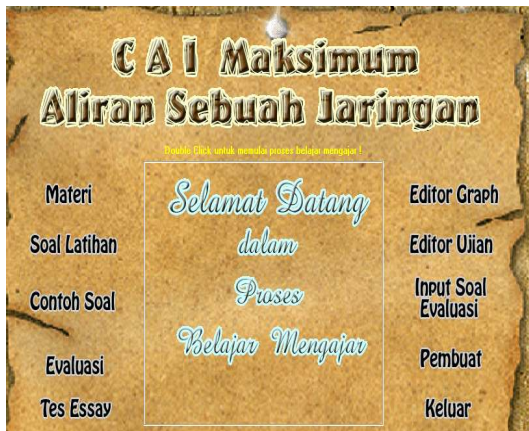 C A I Maksimum
Aliran Sebuah Jaringan
Double Click untuk memulai proses belajar mengajar !
Materi
Soal Latihan
Contoh Soal
Evaluasi
Tes Essay
Selamat Datang
dalam
Proses
Belajar Mengajar
Editor Graph
Editor Ujian
Input Soal
Evaluasi
Pembuat
Keluar